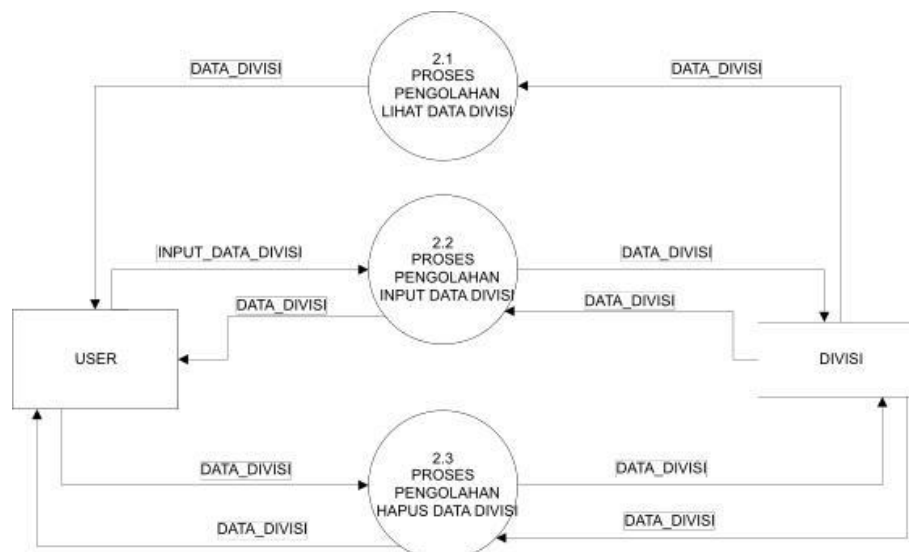 2.1
PROSES
PENGOLAHAN
LIHAT DATA DIVISI
DATA_DIVISI
DATA_DIVISI
2.2
PROSES
PENGOLAHAN
INPUT DATA DIVISI
INPUT_DATA_DIVISI
DATA_DIVISI
DATA_DIVISI
DATA_DIVISI
USER
DIVISI
2.3
PROSES
PENGOLAHAN
HAPUS DATA DIVISI
DATA_DIVISI
DATA_DIVISI
DATA_DIVISI
DATA_DIVISI